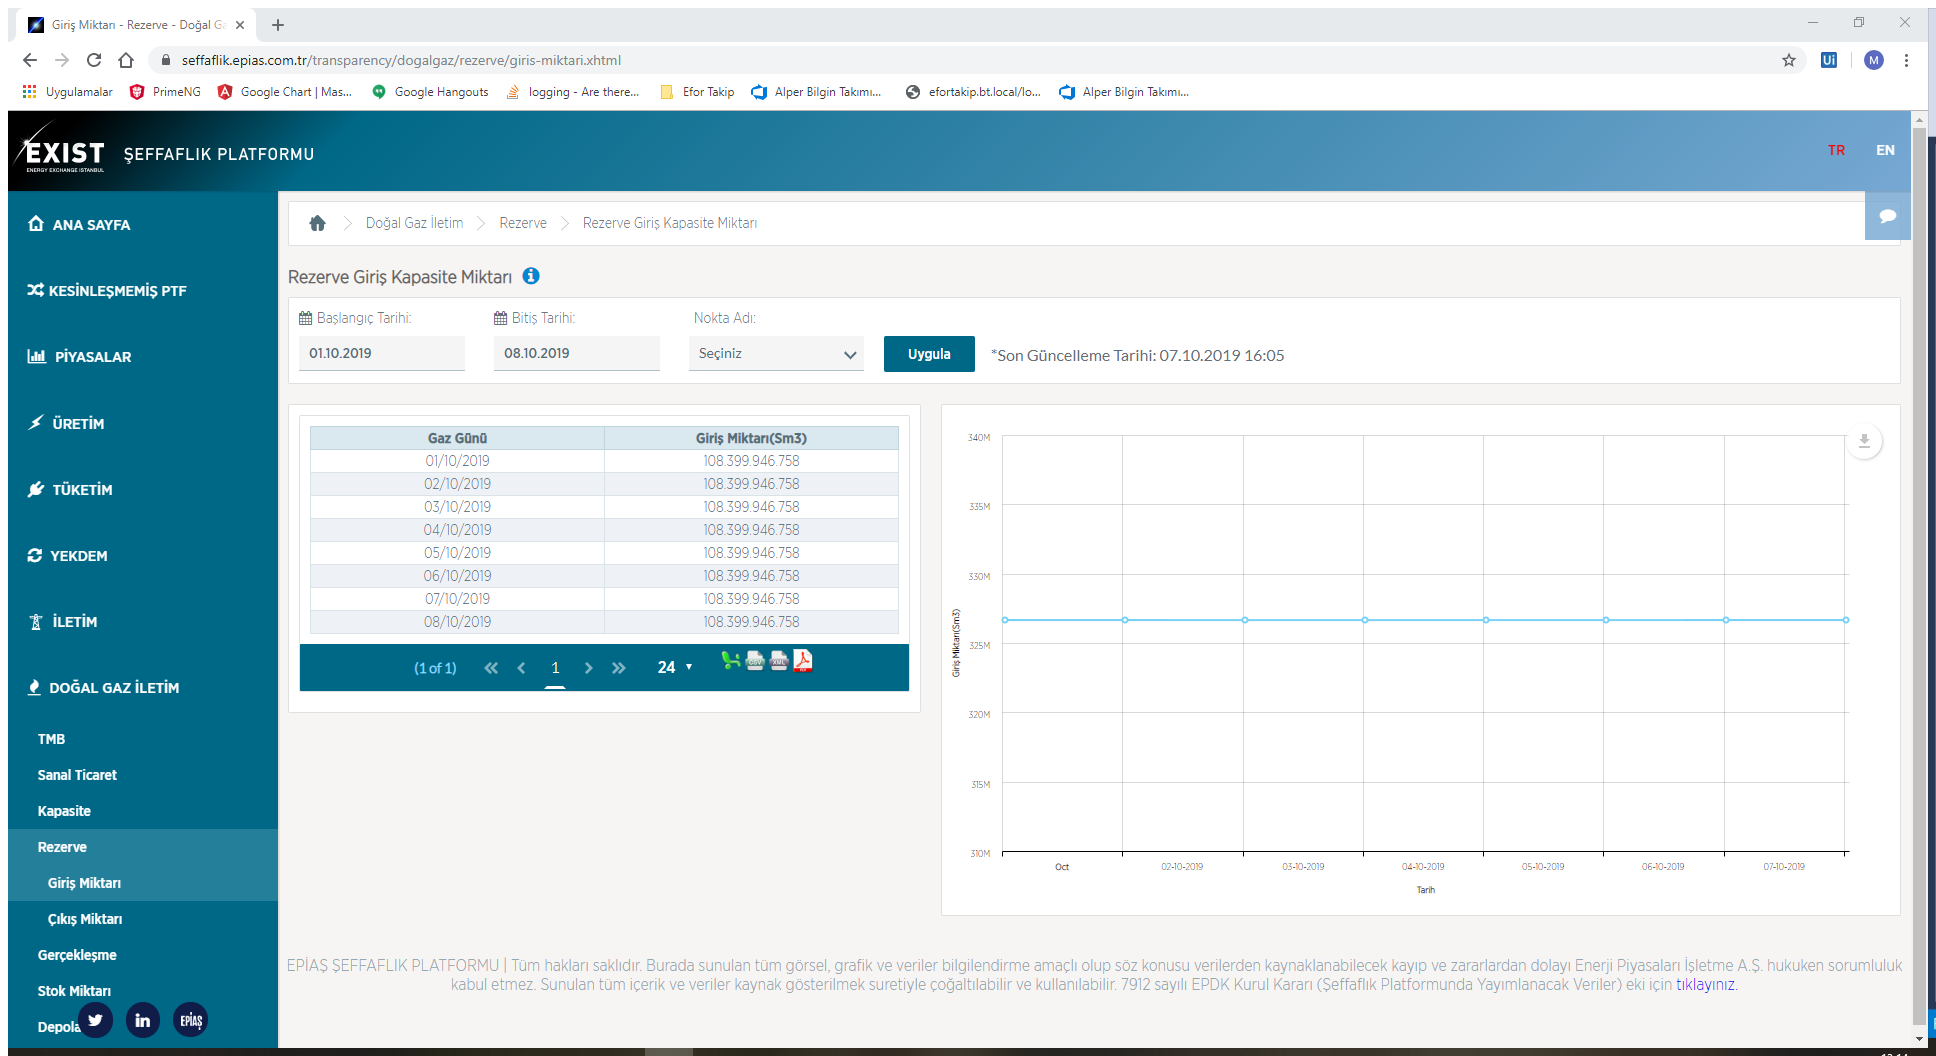 Giriş Miktarı - Rezerve - Doğal Ga
seffaflik.epias.com.tr/transparency/dogalgaz/rezerve/giris-miktari.xhtml
Ui
M
Uygulamalar
PrimeNG
Google Chart | Mas...
Google Hangouts
logging - Are there...
Efor Takip
Alper Bilgin Takımı...
efortakip.bt.local/lo...
Alper Bilgin Takımı...
EXIST
ENERGY EXCHANGE ISTANBUL
ŞEFFAFLIK PLATFORMU
TR
EN
ANA SAYFA
KESİNLEŞMEMİŞ PTF
PİYASALAR
ÜRETİM
TÜKETİM
YEKDEM
İLETİM
DOĞAL GAZ İLETİM
TMB
Sanal Ticaret
Kapasite
Rezerve
Giriş Miktarı
Çıkış Miktarı
Gerçekleşme
Stok Miktarı
Depola
in
EPİAŞ
Doğal Gaz İletim
Rezerve
Rezerve Giriş Kapasite Miktarı
Rezerve Giriş Kapasite Miktarı
Başlangıç Tarihi:
Bitiş Tarihi:
Nokta Adı:
01.10.2019
08.10.2019
Seçiniz
Uygula
*Son Güncelleme Tarihi: 07.10.2019 16:05
Gaz Günü Giriş Miktarı(Sm3)
01/10/2019 108.399.946.758
02/10/2019 108.399.946.758
03/10/2019 108.399.946.758
04/10/2019 108.399.946.758
05/10/2019 108.399.946.758
06/10/2019 108.399.946.758
07/10/2019 108.399.946.758
08/10/2019 108.399.946.758
(1 of 1)
1
24
CSV
XML
340M
335M
330M
325M
320M
315M
310M
Giriş Miktarı(Sm3)
Oct
02-10-2019
03-10-2019
04-10-2019
05-10-2019
06-10-2019
07-10-2019
Tarih
EPİAŞ ŞEFFAFLIK PLATFORMU | Tüm hakları saklıdır. Burada sunulan tüm görsel, grafik ve veriler bilgilendirme amaçlı olup söz konusu verilerden kaynaklanabilecek kayıp ve zararlardan dolayı Enerji Piyasaları İşletme A.Ş. hukuken sorumluluk
kabul etmez. Sunulan tüm içerik ve veriler kaynak gösterilmek suretiyle çoğaltılabilir ve kullanılabilir. 7912 sayılı EPDK Kurul Kararı (Şeffaflık Platformunda Yayımlanacak Veriler) eki için tıklayınız.